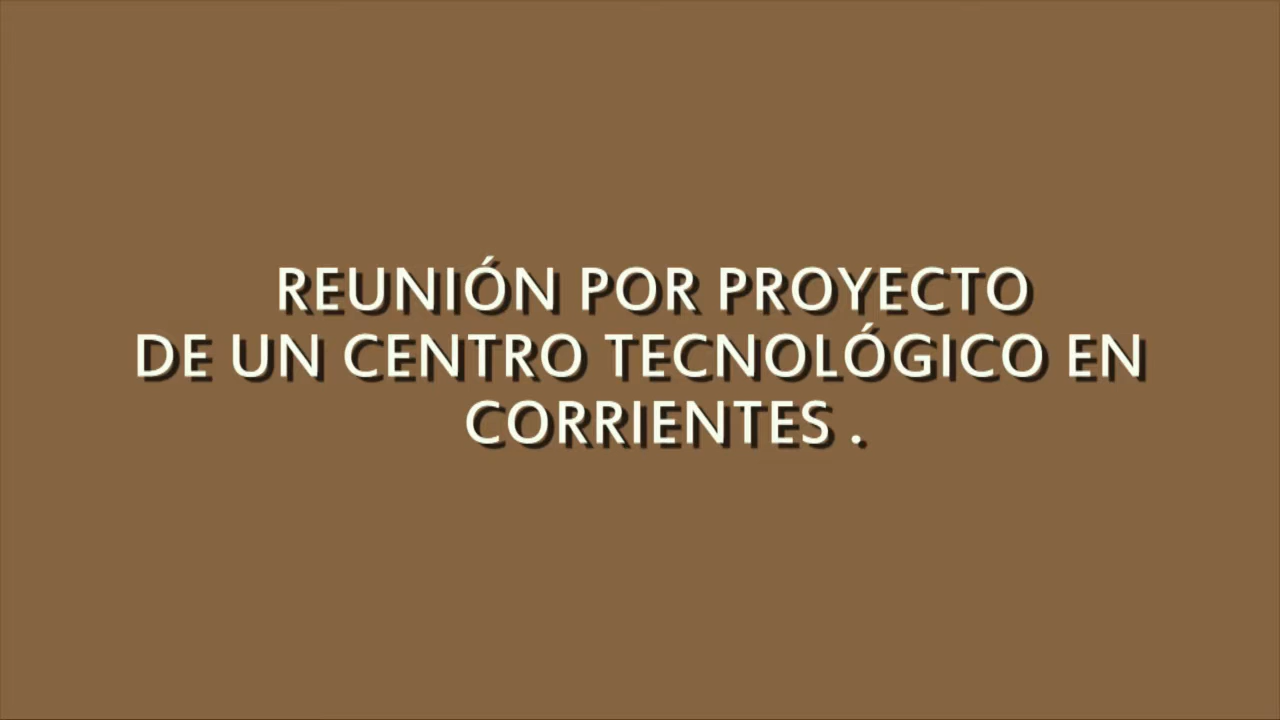 REUNIÓN POR PROYECTO
DE UN CENTRO TECNOLÓGICO EN
CORRIENTES .